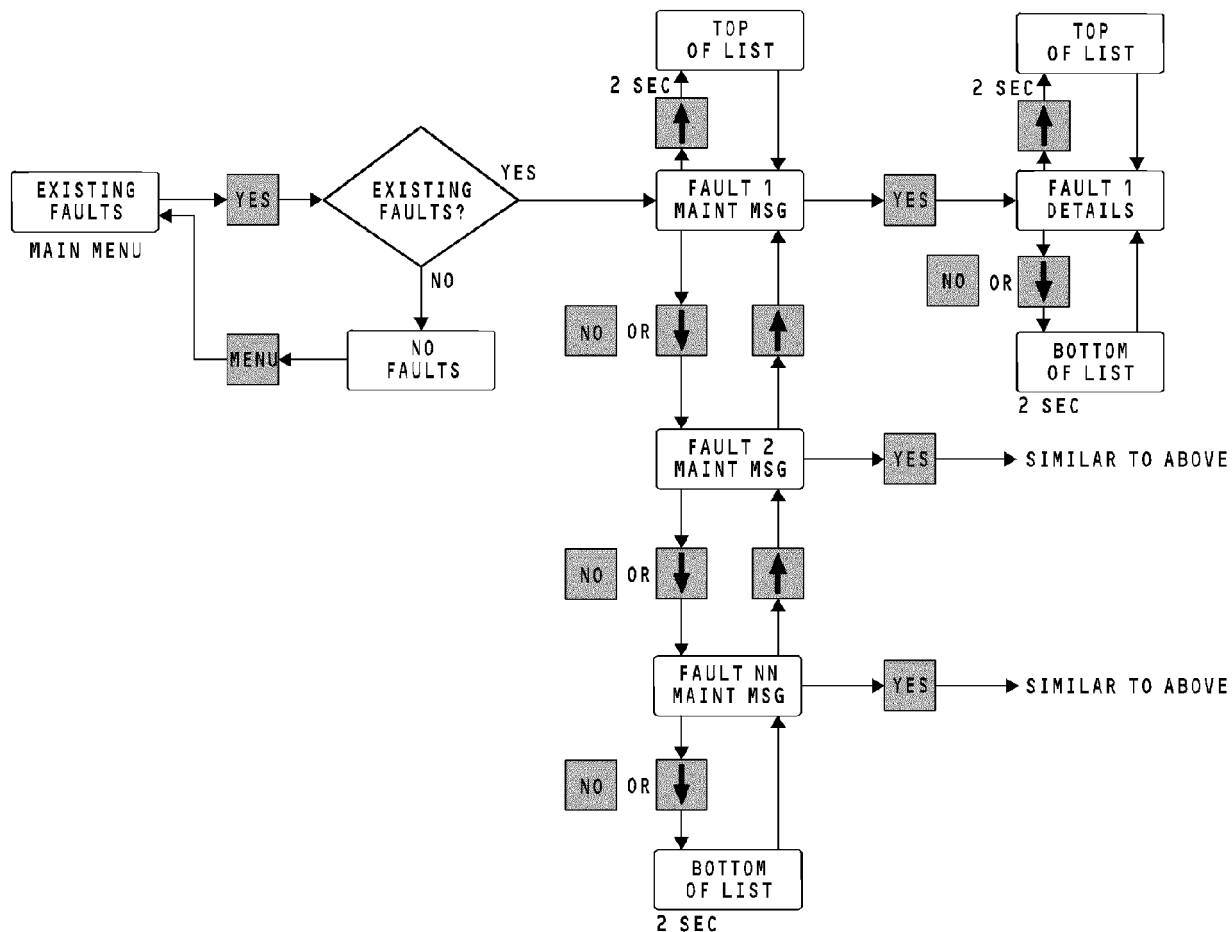 TOP
OF LIST
2 SEC
TOP
OF LIST
2 SEC
EXISTING
FAULTS
MAIN MENU
YES
EXISTING
FAULTS?
YES
NO
FAULT 1
MAINT MSG
YES
FAULT 1
DETAILS
NO OR
BOTTOM
OF LIST
2 SEC
MENU
NO
FAULTS
NO OR
FAULT 2
MAINT MSG
YES
SIMILAR TO ABOVE
NO OR
FAULT NN
MAINT MSG
YES
SIMILAR TO ABOVE
NO OR
BOTTOM
OF LIST
2 SEC